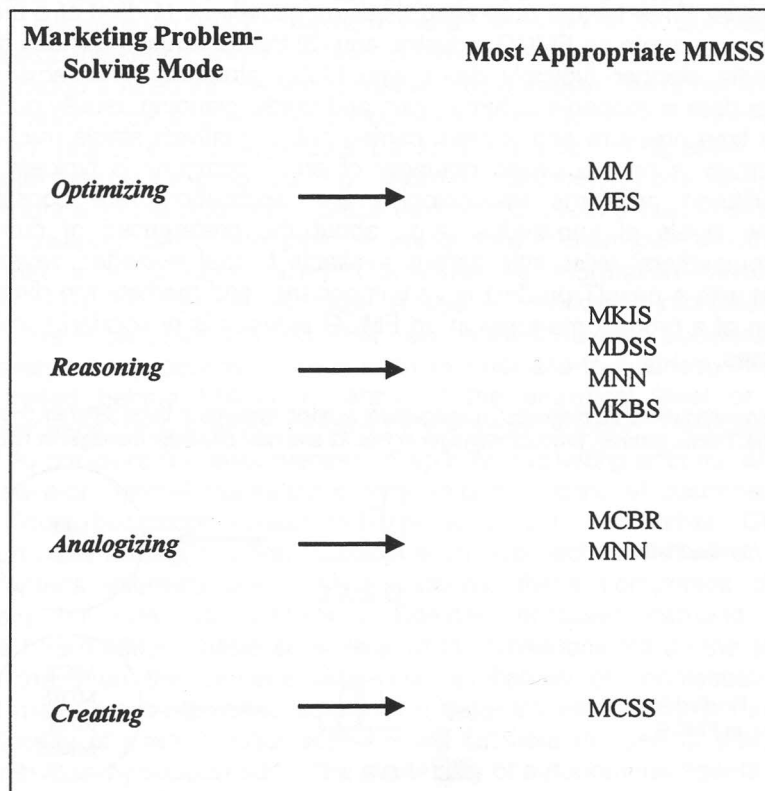 Marketing Problem-
Solving Mode
Most Appropriate MMSS
Optimizing
MM
MES
Reasoning
MKIS
MDSS
MNN
MKBS
Analogizing
MCBR
MNN
Creating
MCSS